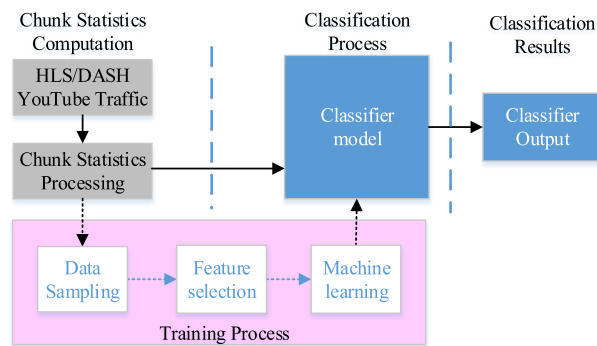 Chunk Statistics
Computation
Classification
Process
Classification
Results
HLS/DASH
YouTube Traffic
Chunk Statistics
Processing
Classifier
model
Classifier
Output
Data
Sampling
Feature
selection
Machine
learning
Training Process